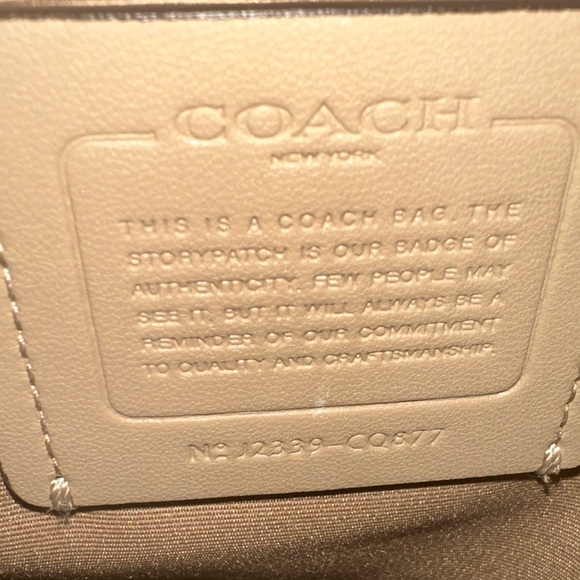 COACH
NEW YORK
THIS IS A COACH BAG. THE
STORYPATCH IS OUR BADGE OF
AUTHENTICITY. FEW PEOPLE MAY
SEE IT, BUT IT WILL ALWAYS BE A
REMINDER OF OUR COMMITMENT
TO QUALITY AND CRAFTSMANSHIP.
No J2339-CQ877